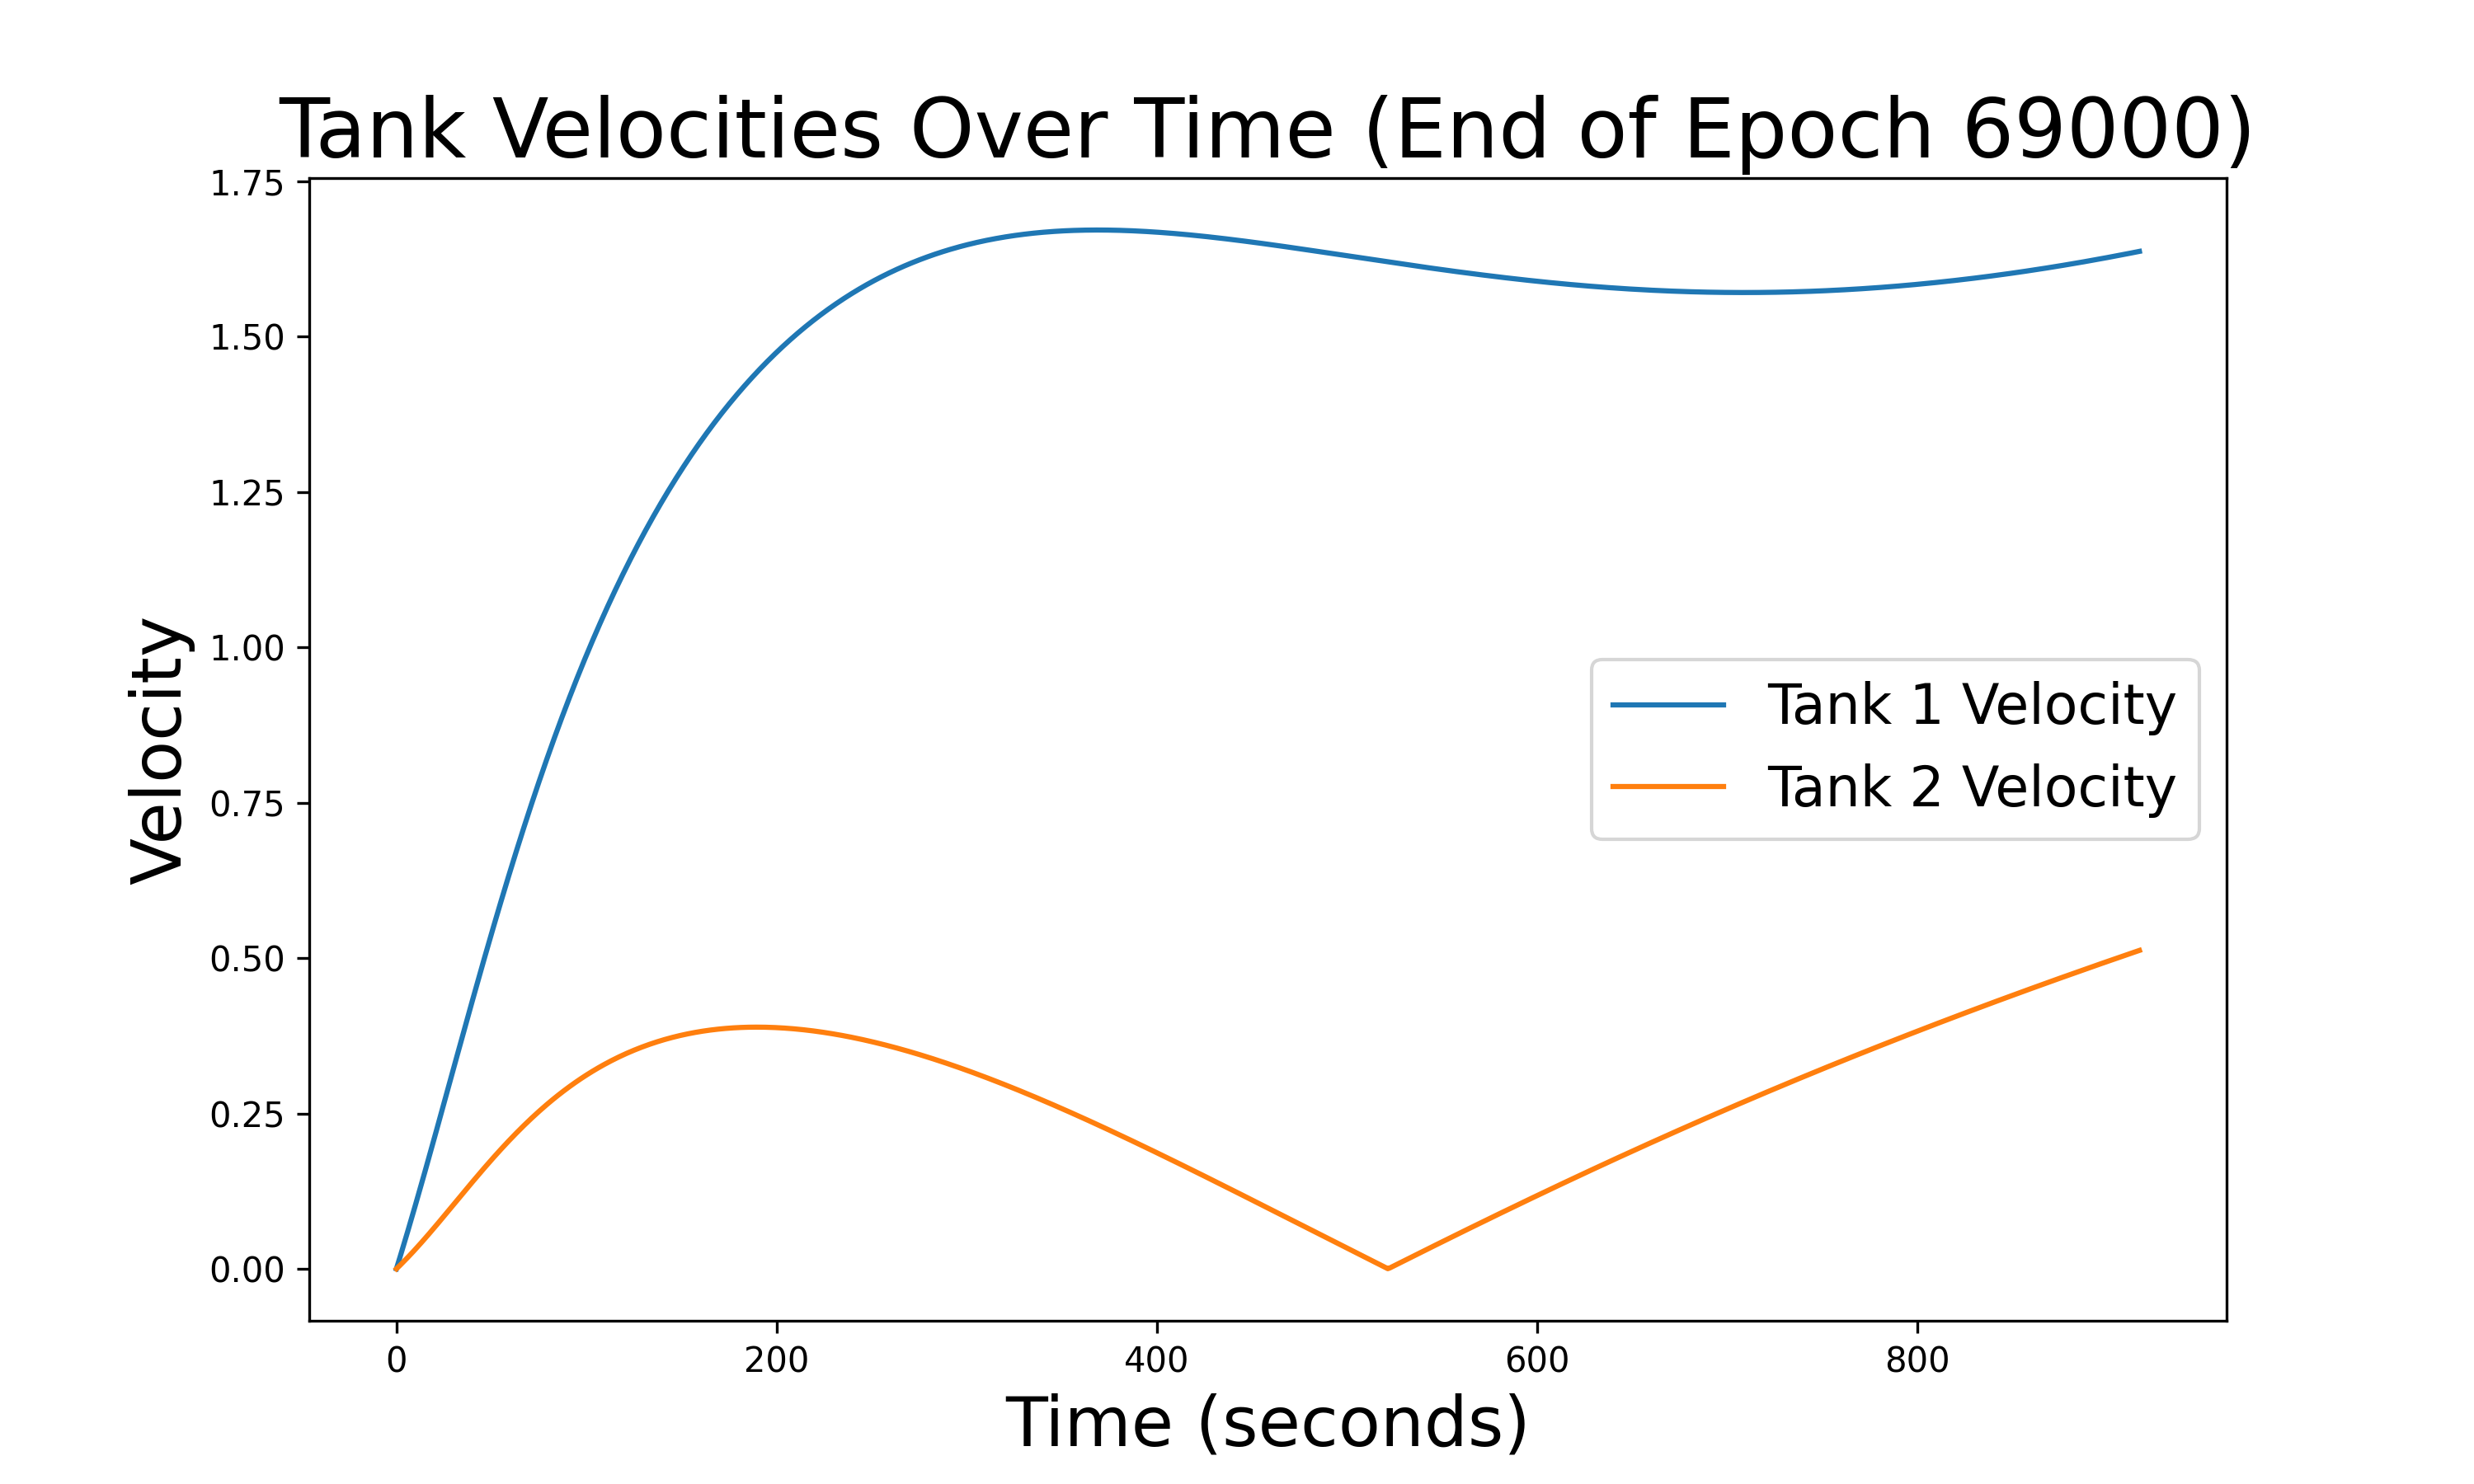 Tank Velocities Over Time (End of Epoch 69000)
1.75
1.50
1.25
1.00
0.75
0.50
0.25
0.00
Velocity
Tank 1 Velocity
Tank 2 Velocity
0 200 400 600 800
Time (seconds)